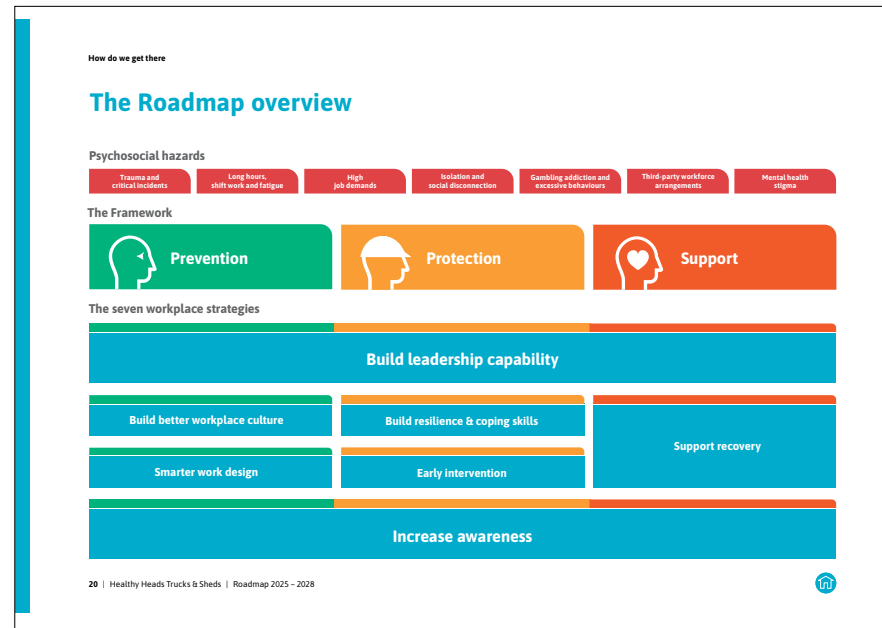 How do we get there
The Roadmap overview
Psychosocial hazards
Trauma and
critical incidents
Long hours,
shift work and fatigue
High
job demands
Isolation and
social disconnection
Gambling addiction and
excessive behaviours
Third-party workforce
arrangements
Mental health
stigma
The Framework
Prevention
Protection
Support
The seven workplace strategies
Build leadership capability
Build better workplace culture
Build resilience & coping skills
Support recovery
Smarter work design
Early intervention
Increase awareness
20 | Healthy Heads Trucks & Sheds | Roadmap 2025 – 2028